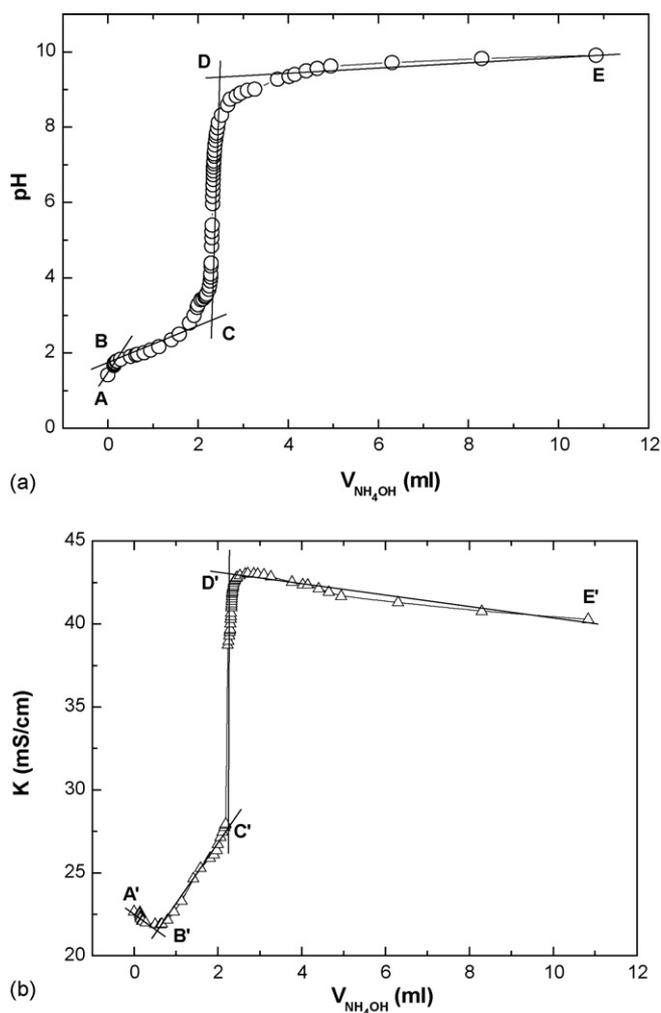 10
D
E
8
pH
6
4
B
2
C
A
0
0 2 4 6 8 10 12
(a)
V_NH₄OH (ml)
45
D'
E'
40
K (mS/cm)
35
30
C'
25
A'
B'
20
0 2 4 6 8 10 12
(b)
V_NH₄OH (ml)